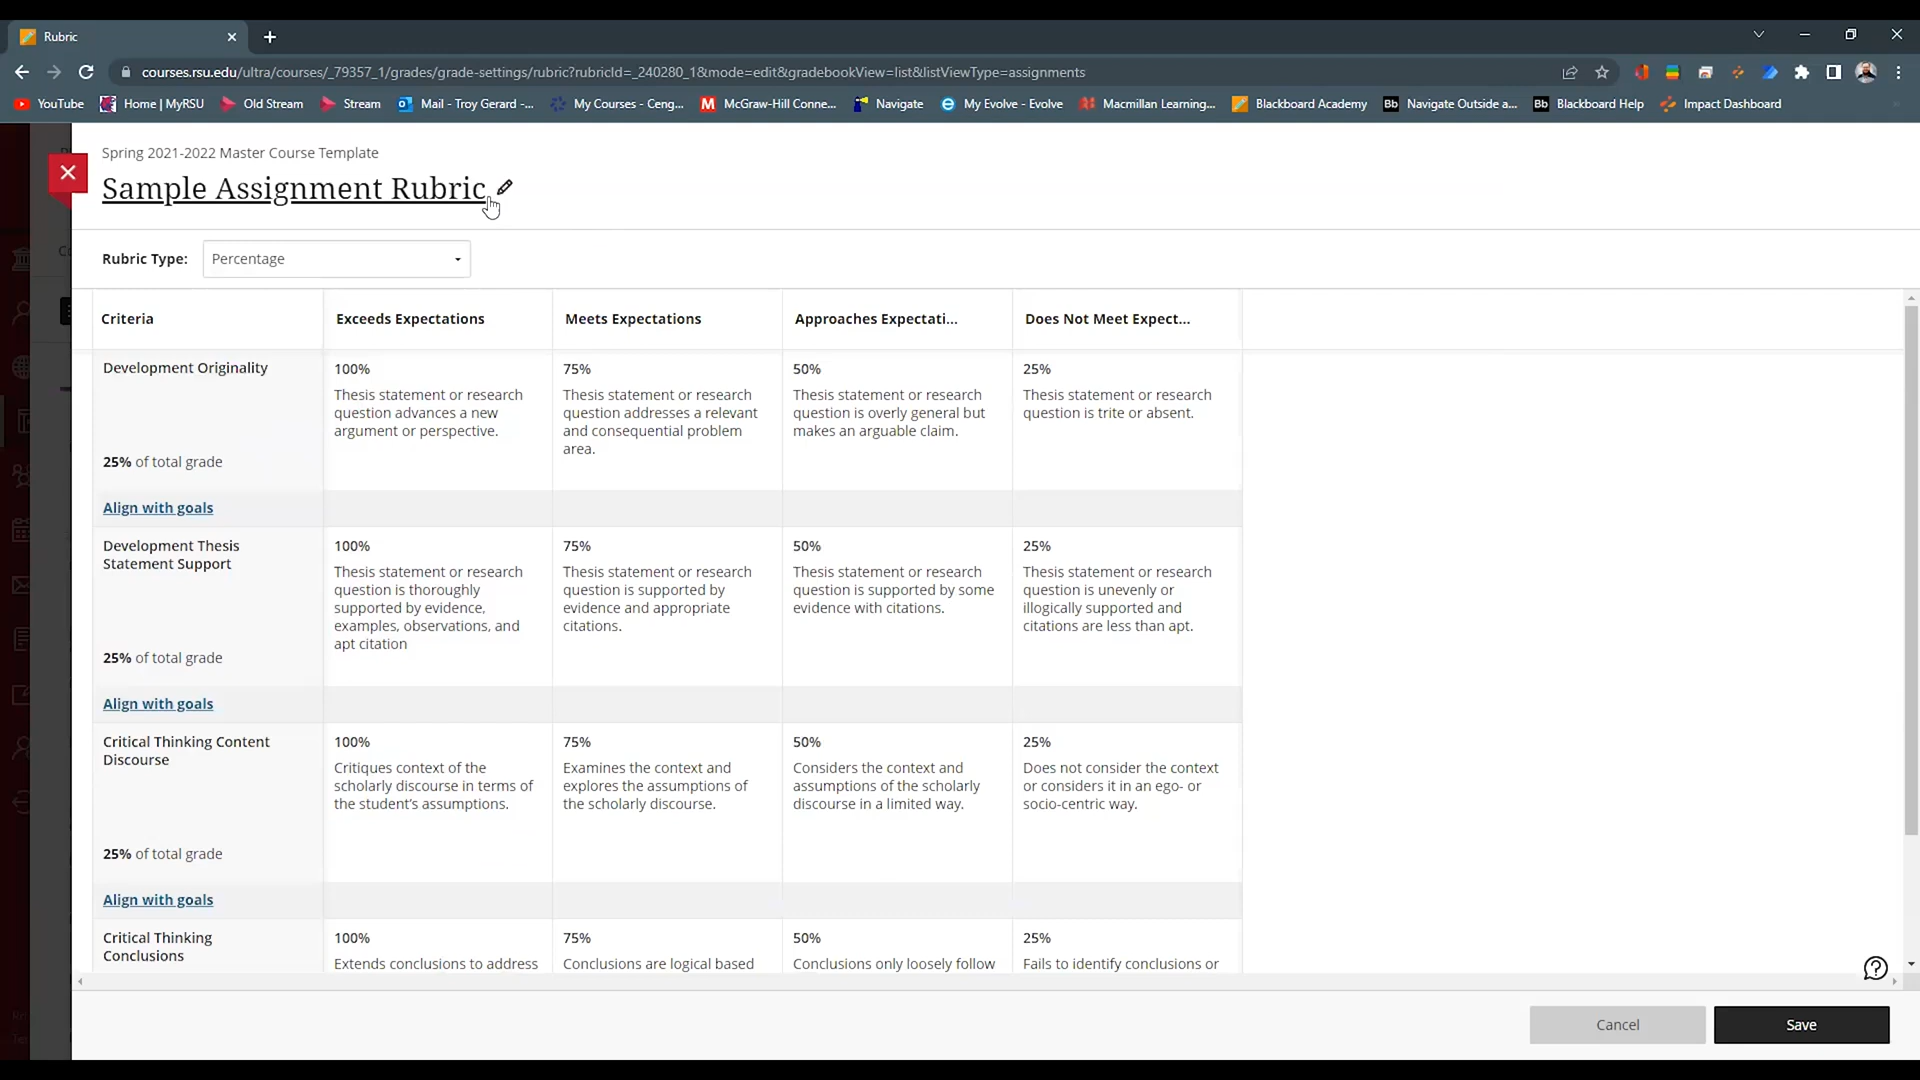 Rubric
courses.rsu.edu/ultra/courses/_79357_1/grades/grade-settings/rubric?rubricId=_240280_1&mode=edit&gradebookView=list&listViewType=assignments
YouTube
Home | MyRSU
Old Stream
Stream
Mail - Troy Gerard -...
My Courses - Ceng...
McGraw-Hill Conne...
Navigate
My Evolve - Evolve
Macmillan Learning...
Blackboard Academy
Bb Navigate Outside a...
Bb Blackboard Help
Impact Dashboard
Spring 2021-2022 Master Course Template
Sample Assignment Rubric
Rubric Type: Percentage
Criteria
Exceeds Expectations
Meets Expectations
Approaches Expectati...
Does Not Meet Expect...
Development Originality
25% of total grade
100%
Thesis statement or research
question advances a new
argument or perspective.
75%
Thesis statement or research
question addresses a relevant
and consequential problem
area.
50%
Thesis statement or research
question is overly general but
makes an arguable claim.
25%
Thesis statement or research
question is trite or absent.
Align with goals
Development Thesis
Statement Support
25% of total grade
100%
Thesis statement or research
question is thoroughly
supported by evidence,
examples, observations, and
apt citation
75%
Thesis statement or research
question is supported by
evidence and appropriate
citations.
50%
Thesis statement or research
question is supported by some
evidence with citations.
25%
Thesis statement or research
question is unevenly or
illogically supported and
citations are less than apt.
Align with goals
Critical Thinking Content
Discourse
25% of total grade
100%
Critiques context of the
scholarly discourse in terms of
the student's assumptions.
75%
Examines the context and
explores the assumptions of
the scholarly discourse.
50%
Considers the context and
assumptions of the scholarly
discourse in a limited way.
25%
Does not consider the context
or considers it in an ego- or
socio-centric way.
Align with goals
Critical Thinking
Conclusions
100%
Extends conclusions to address
75%
Conclusions are logical based
50%
Conclusions only loosely follow
25%
Fails to identify conclusions or
Cancel
Save